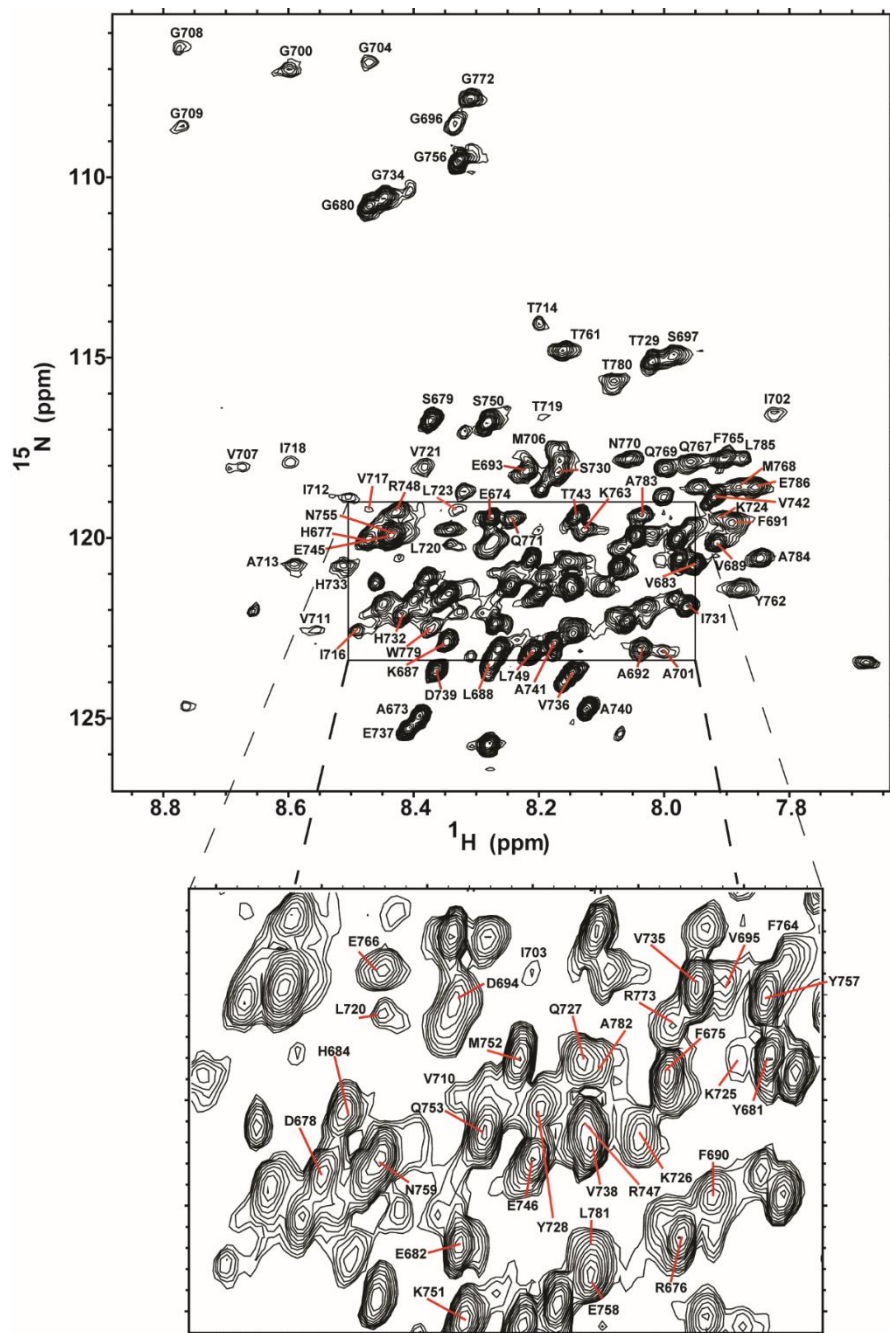 G708
G700
G704
G772
G696
G709
G756
G734
G680
110
T714
T761
T729
S697
T780
115
S679
S750
T719
I702
M706
V707
I718
V721
E693
S730
N770
Q769
Q767
F765
L785
M768
E786
V742
I712
V717
R748
L723
E674
T743
K763
A783
K724
F691
N755
H677
E745
L720
Q771
120
A713
H733
V683
V689
A784
Y762
V711
I716
H732
W779
K687
I731
D739
L688
L749
A741
V736
A692
A701
A673
E737
A740
125
15
N (ppm)
8.8
8.6
8.4
8.2
8.0
7.8
1
H (ppm)
E766
I703
D694
V735
V695
F764
R773
Y757
L720
Q727
A782
F675
M752
H684
V710
K725
Q753
Y681
D678
N759
V738
R747
K726
F690
E746
Y728
L781
E682
R676
K751
E758